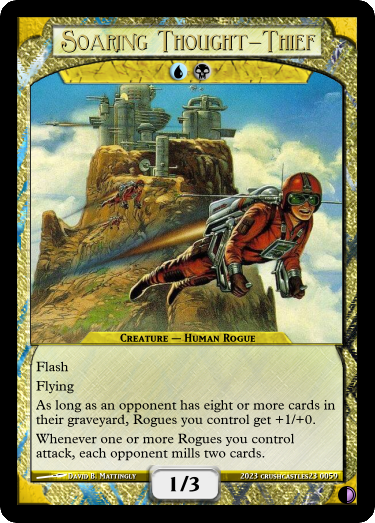 Soaring Thought-Thief
Creature — Human Rogue
Flash
Flying
As long as an opponent has eight or more cards in
their graveyard, Rogues you control get +1/+0.
Whenever one or more Rogues you control
attack, each opponent mills two cards.
David B. Mattingly
2023 crushcastles23 0059
1/3